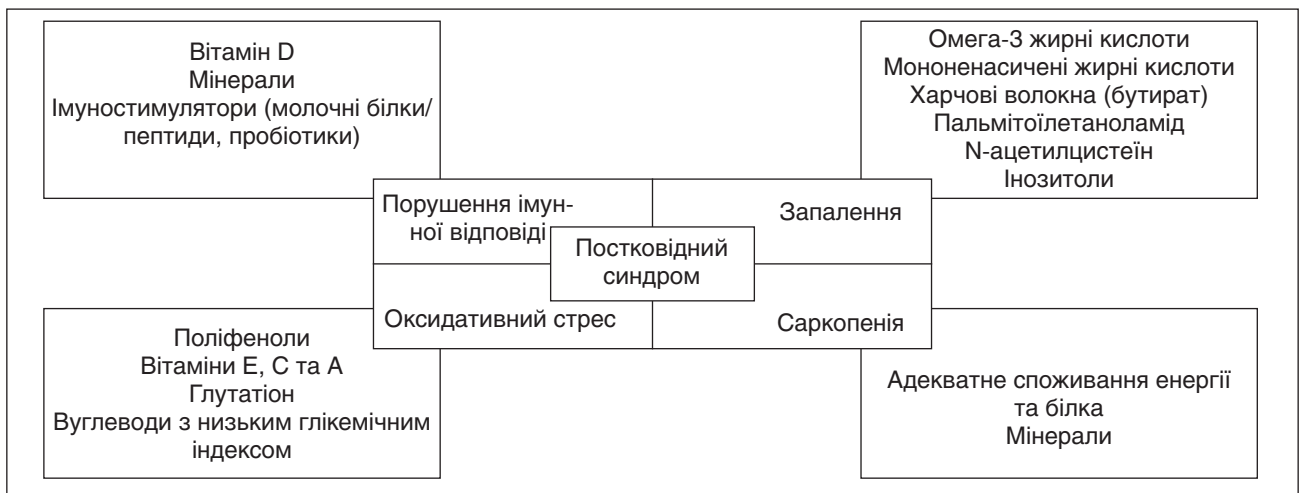 Вітамін D
Мінерали
Імуностимулятори (молочні білки/
пептиди, пробіотики)
Омега-3 жирні кислоти
Мононенасичені жирні кислоти
Харчові волокна (бутират)
Пальмітоїлетаноламід
N-ацетилцистеїн
Інозитоли
Порушення імун-
ної відповіді
Запалення
Постковідний
синдром
Оксидативний стрес
Саркопенія
Поліфеноли
Вітаміни Е, С та А
Глутатіон
Вуглеводи з низьким глікемічним
індексом
Адекватне споживання енергії
та білка
Мінерали